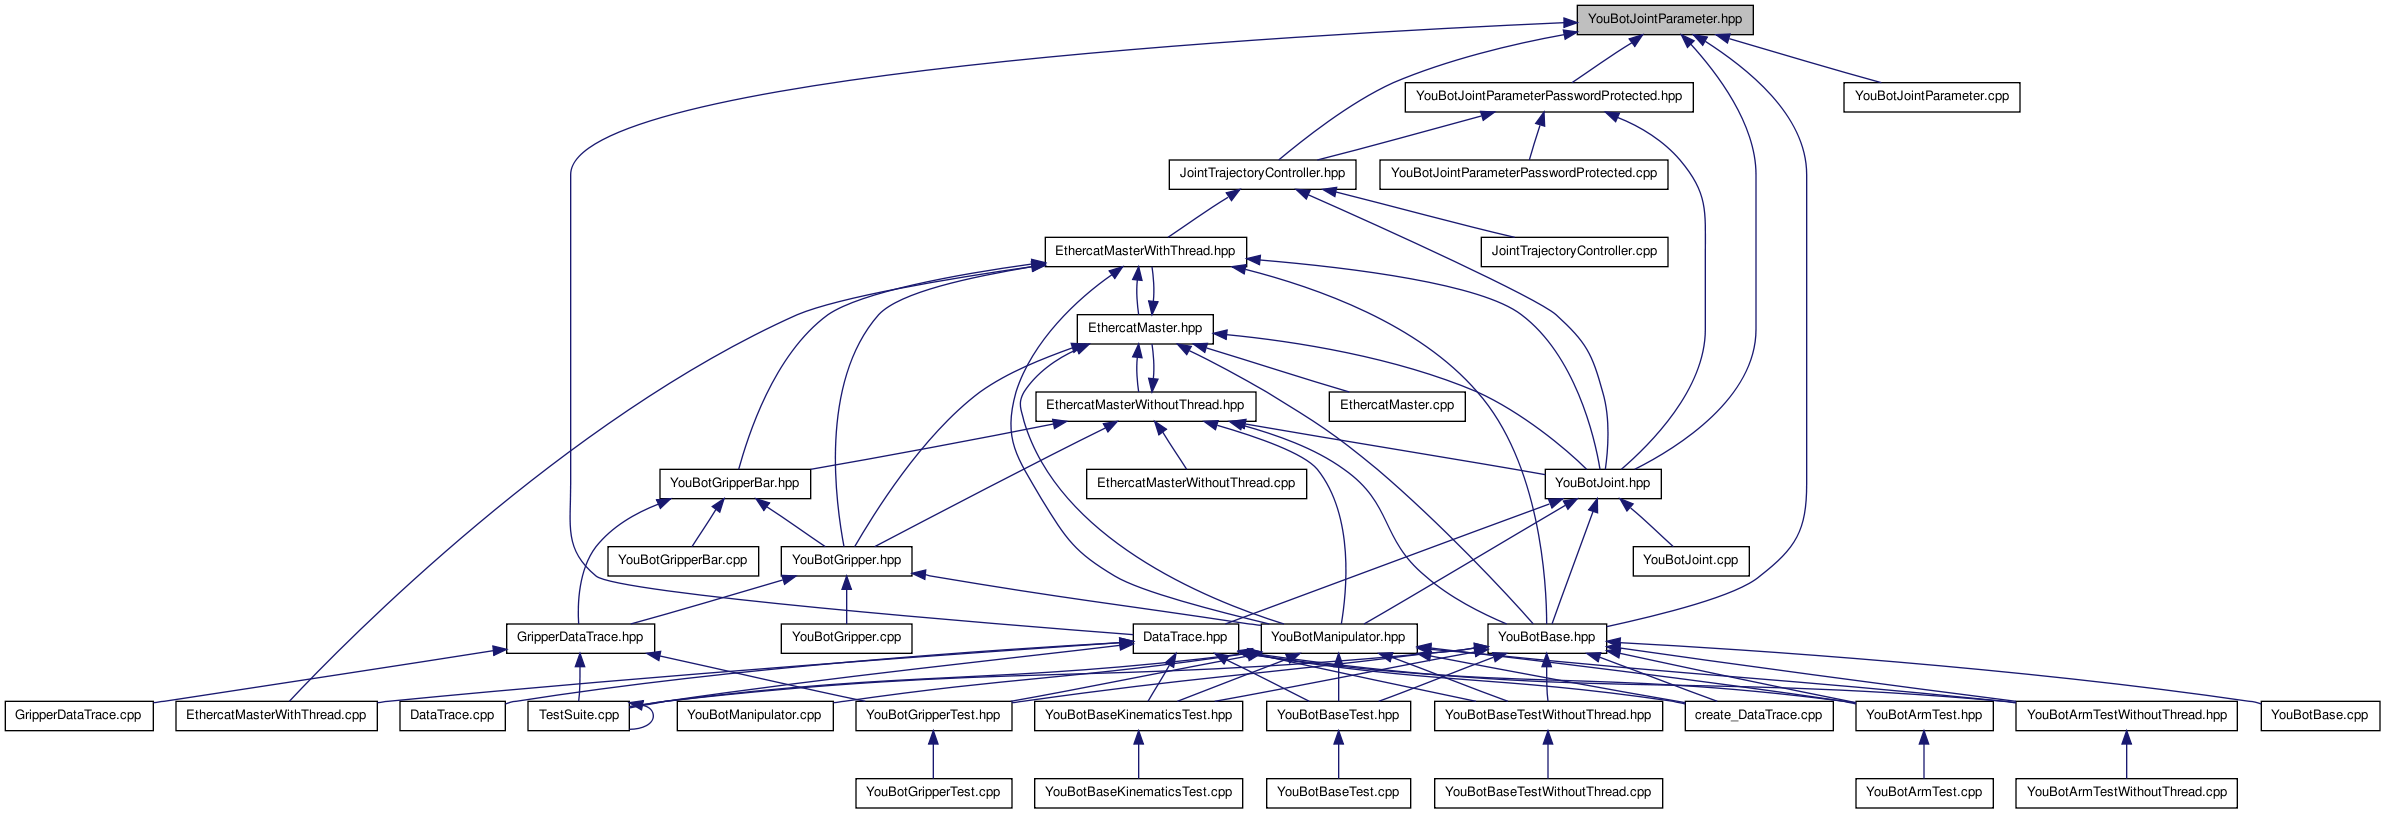 YouBotJointParameter.hpp
YouBotJointParameterPasswordProtected.hpp
YouBotJointParameter.cpp
JointTrajectoryController.hpp
YouBotJointParameterPasswordProtected.cpp
EthercatMasterWithThread.hpp
JointTrajectoryController.cpp
EthercatMaster.hpp
EthercatMasterWithoutThread.hpp
EthercatMaster.cpp
YouBotGripperBar.hpp
EthercatMasterWithoutThread.cpp
YouBotJoint.hpp
YouBotGripperBar.cpp
YouBotGripper.hpp
YouBotJoint.cpp
GripperDataTrace.hpp
YouBotGripper.cpp
DataTrace.hpp
YouBotManipulator.hpp
YouBotBase.hpp
GripperDataTrace.cpp
EthercatMasterWithThread.cpp
DataTrace.cpp
TestSuite.cpp
YouBotManipulator.cpp
YouBotGripperTest.hpp
YouBotBaseKinematicsTest.hpp
YouBotBaseTest.hpp
YouBotBaseTestWithoutThread.hpp
create_DataTrace.cpp
YouBotArmTest.hpp
YouBotArmTestWithoutThread.hpp
YouBotBase.cpp
YouBotGripperTest.cpp
YouBotBaseKinematicsTest.cpp
YouBotBaseTest.cpp
YouBotBaseTestWithoutThread.cpp
YouBotArmTest.cpp
YouBotArmTestWithoutThread.cpp